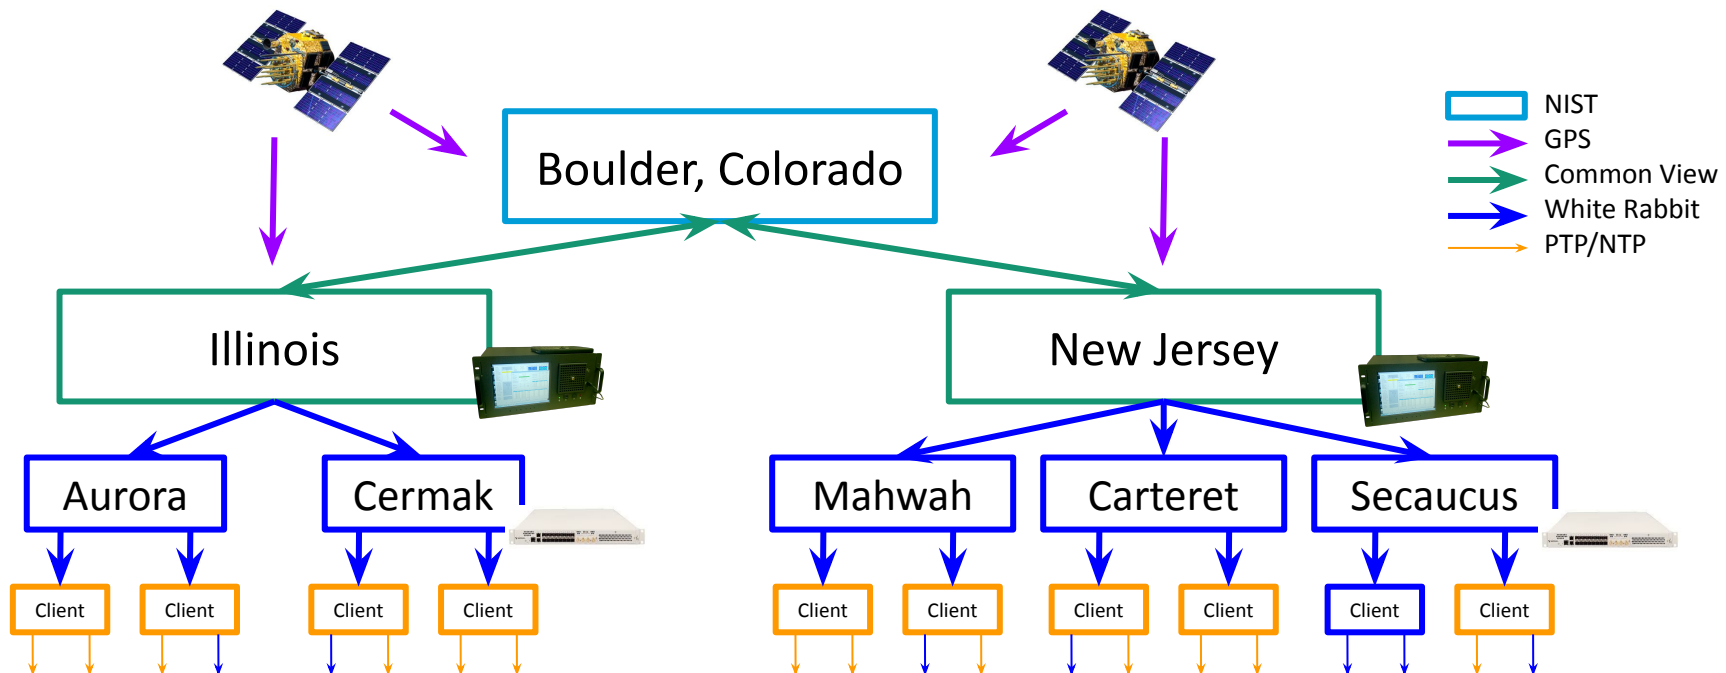 Boulder, Colorado
NIST
GPS
Common View
White Rabbit
PTP/NTP
Illinois
New Jersey
Aurora
Cermak
Mahwah
Carteret
Secaucus
Client
Client
Client
Client
Client
Client
Client
Client
Client
Client